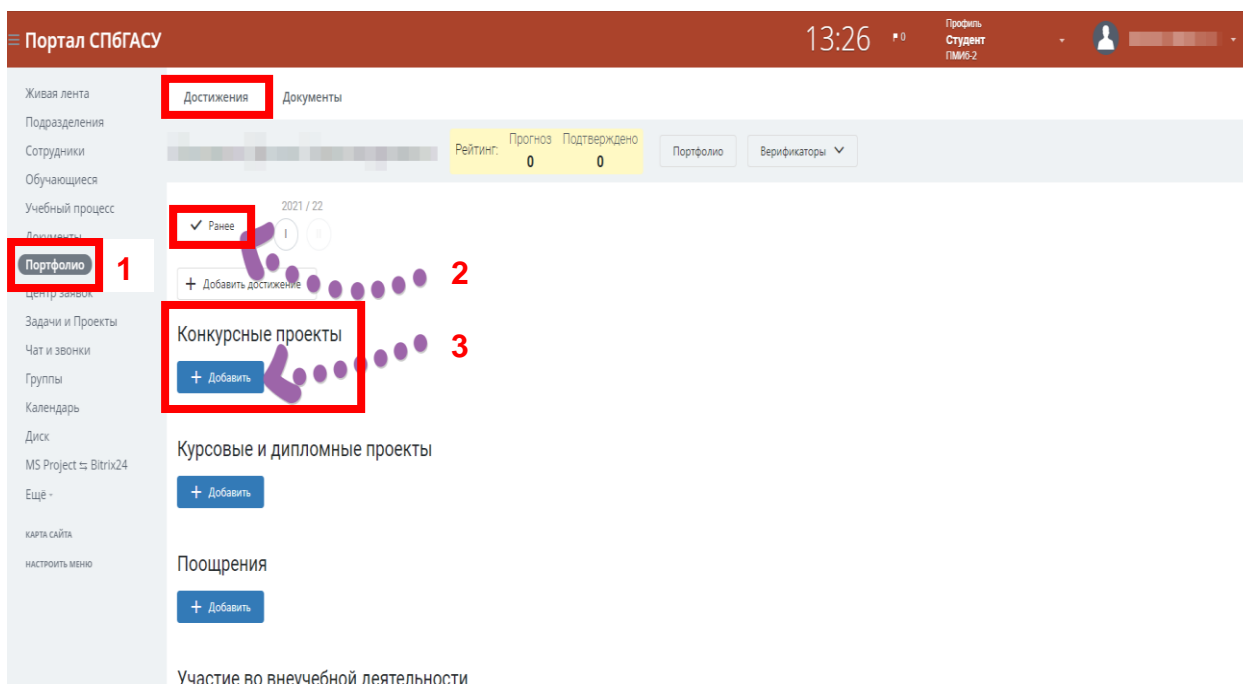 Портал СПбГАСУ
13:26
0
Профиль
Студент
ПМИб-2
Живая лента
Подразделения
Сотрудники
Обучающиеся
Учебный процесс
Документы
Портфолио
1
Центр заявок
Задачи и Проекты
Чат и звонки
Группы
Календарь
Диск
MS Project ⇆ Bitrix24
Ещё -
КАРТА САЙТА
НАСТРОИТЬ МЕНЮ
Достижения Документы
Рейтинг: Прогноз Подтверждено
0 0
Портфолио
Верификаторы
2021 / 22
Ранее
I
2
+ Добавить достижение
Конкурсные проекты
3
+ Добавить
Курсовые и дипломные проекты
+ Добавить
Поощрения
+ Добавить
Участие во внеучебной деятельности